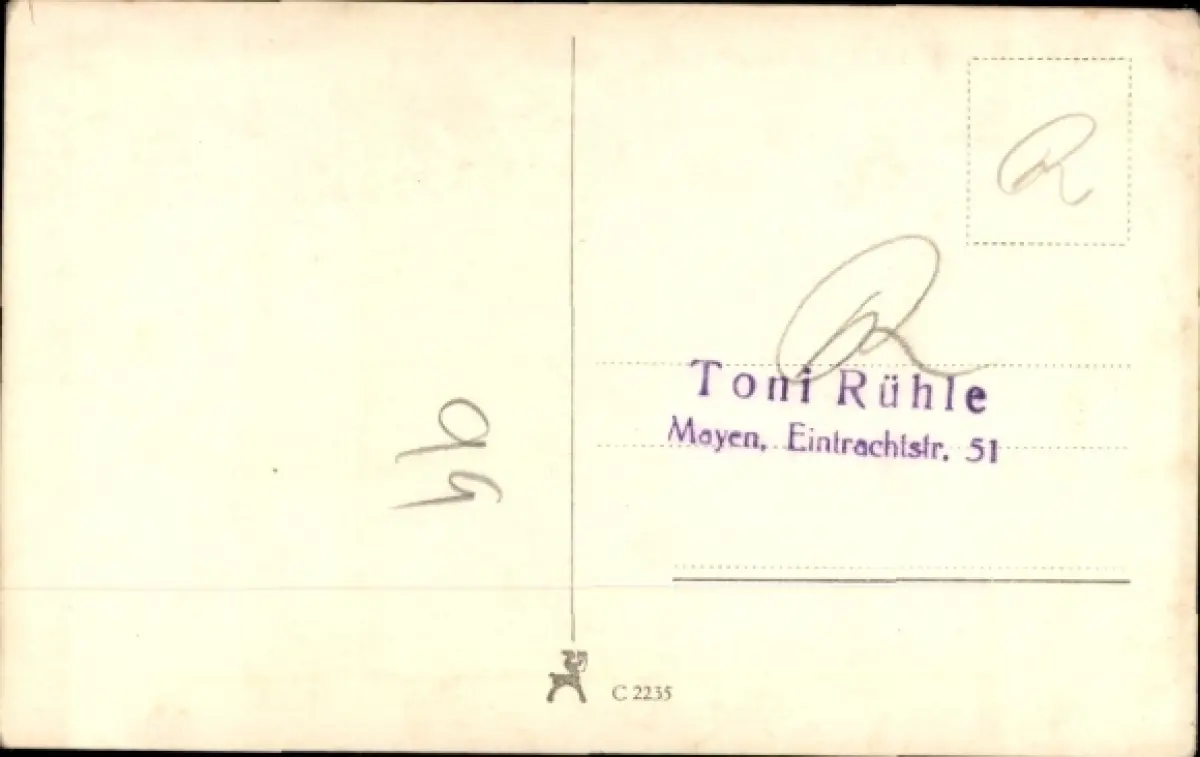 R
R
Toni Rühle
Mayen, Eintrachtstr. 51
C 2235